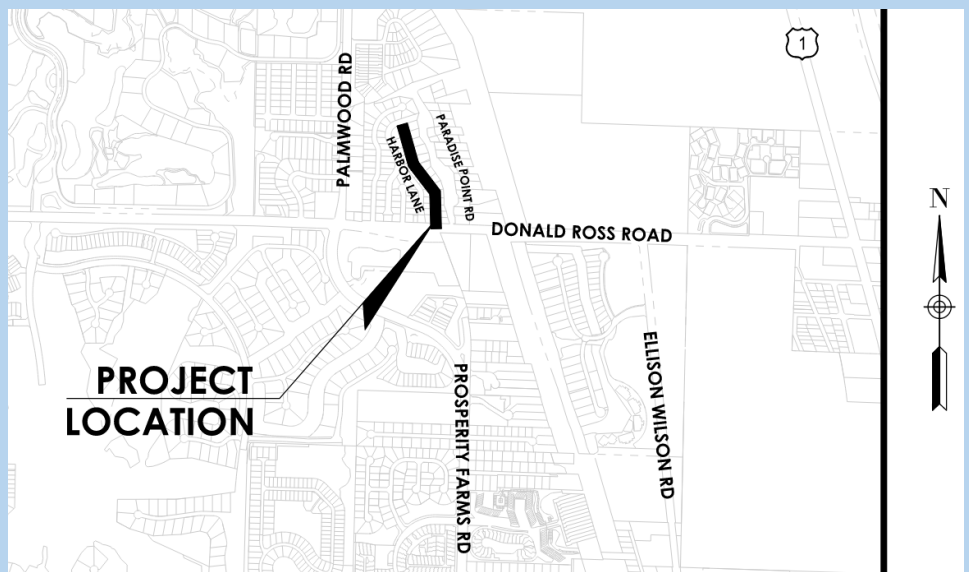 1
PALMWOOD RD
PARADISE POINT RD
HARBOR LANE
N
DONALD ROSS ROAD
PROJECT
LOCATION
ELLISON WILSON RD
PROSPERITY FARMS RD